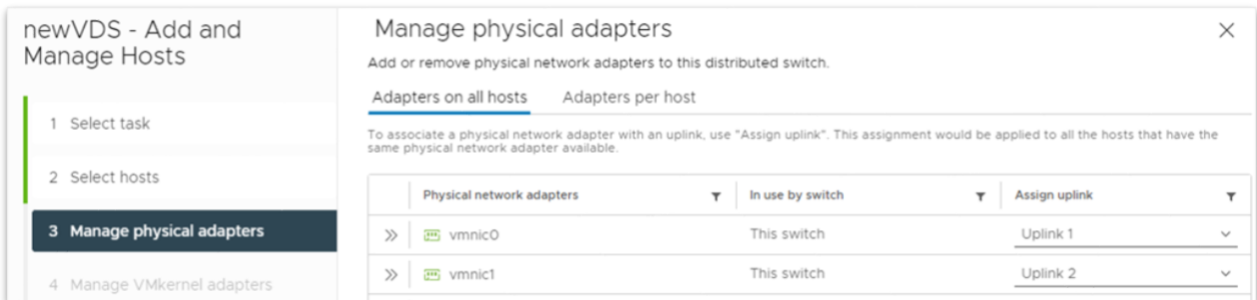 newVDS - Add and
Manage Hosts
1 Select task
2 Select hosts
3 Manage physical adapters
4 Manage VMkernel adapters
Manage physical adapters
Add or remove physical network adapters to this distributed switch.
Adapters on all hosts Adapters per host
To associate a physical network adapter with an uplink, use "Assign uplink". This assignment would be applied to all the hosts that have the
same physical network adapter available.
Physical network adapters In use by switch Assign uplink
vmnic0 This switch Uplink 1
vmnic1 This switch Uplink 2